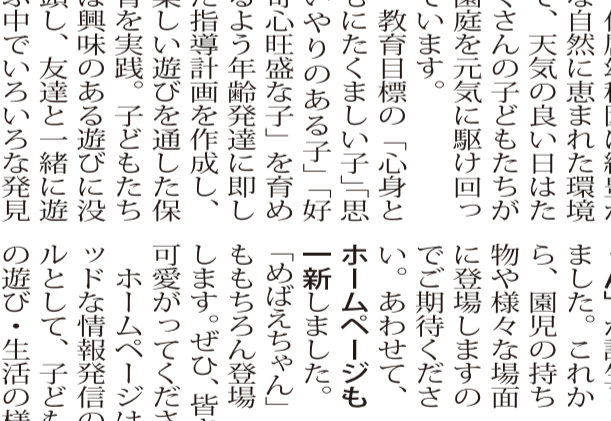 な自然に恵まれた環境
で、天気の良い日はた
くさんの子どもたちが
園庭を元気に駆け回っ
ています。
教育目標の「心身と
もにたくましい子」「思
いやりのある子」「好
奇心旺盛な子」を育め
るよう年齢発達に即し
た指導計画を作成し、
楽しい遊びを通した保
育を実践。子どもたち
は興味のある遊びに没
頭し、友達と一緒に遊
中でいろいろな発見
ました。これか
ら、園児の持ち
物や様々な場面
に登場しますの
でご期待くださ
い。あわせて、
ホームページも
一新しました。
「めばえちゃん」
ももちろん登場
します。ぜひ、皆
可愛がってくださ
ホームページは
ッドな情報発信の
ルとして、子ども
の遊び・生活の様